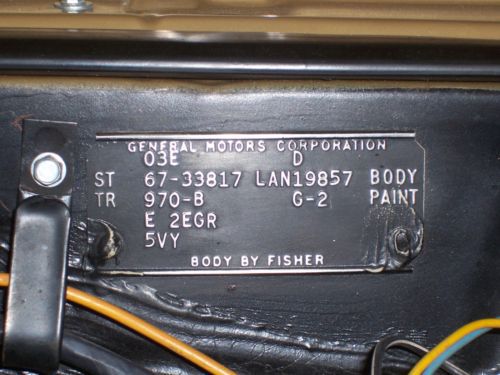 GENERAL MOTORS CORPORATION
03E D
ST 67-33817 LAN19857 BODY
TR 970-B G-2 PAINT
E 2EGR
5VY
BODY BY FISHER